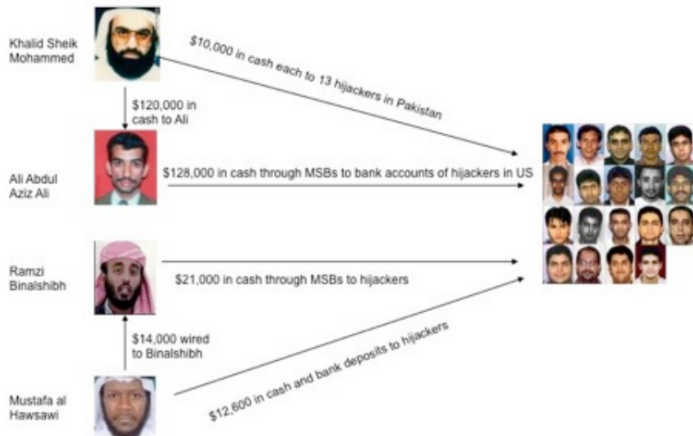 Khalid Sheik
Mohammed
$10,000 in cash each to 13 hijackers in Pakistan
$120,000 in
cash to Ali
Ali Abdul
Aziz Ali
$128,000 in cash through MSBs to bank accounts of hijackers in US
Ramzi
Binalshibh
$21,000 in cash through MSBs to hijackers
$14,000 wired
to Binalshibh
$12,600 in cash and bank deposits to hijackers
Mustafa al
Hawsawi